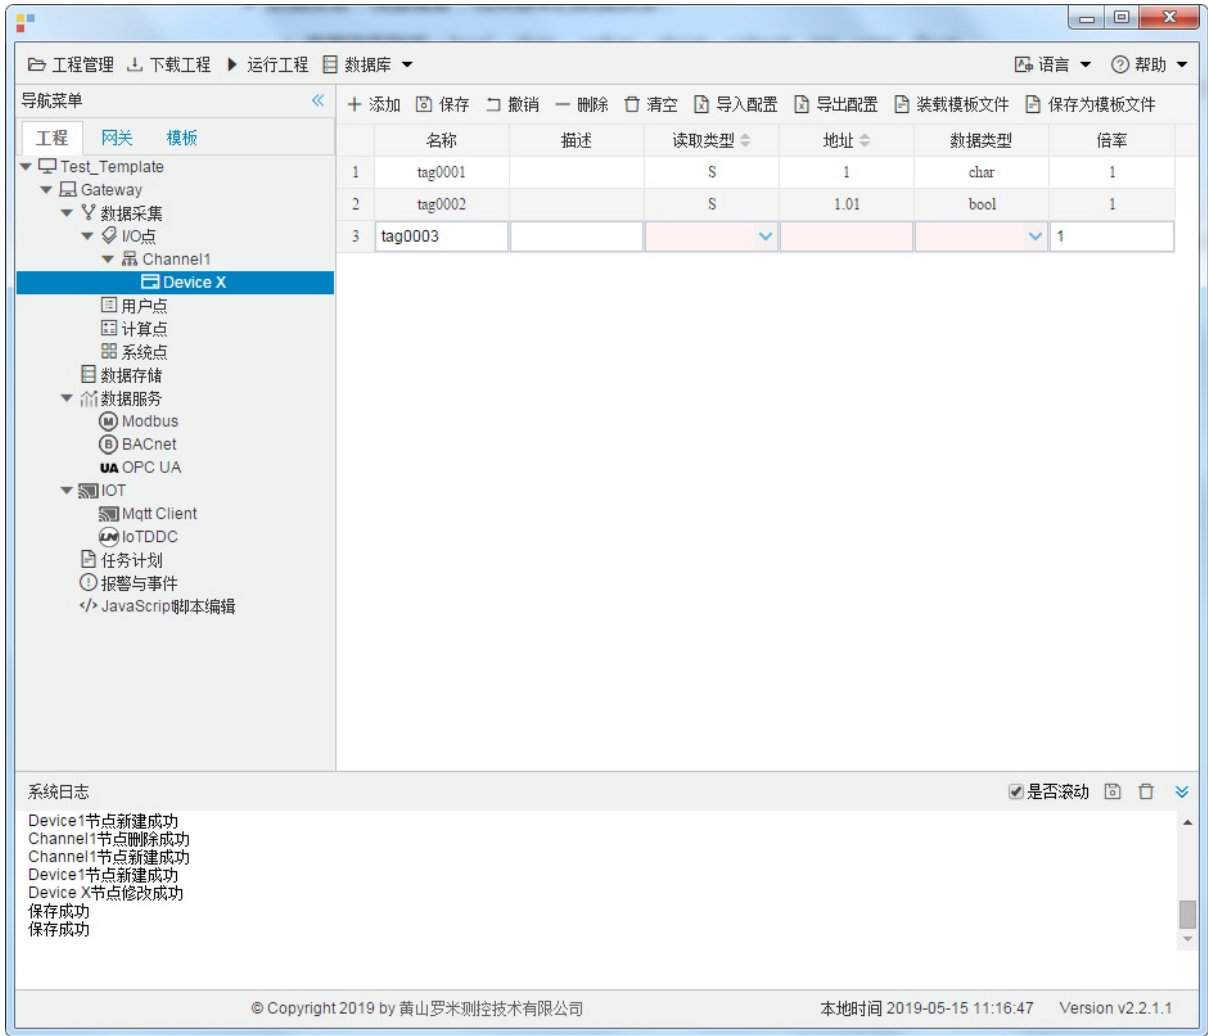 工程管理 下载工程 运行工程 数据库 语言 帮助
导航菜单
添加 保存 撤销 删除 清空 导入配置 导出配置 装载模板文件 保存为模板文件
工程 网关 模板
名称 描述 读取类型 地址 数据类型 倍率
1 tag0001 S 1 char 1
2 tag0002 S 1.01 bool 1
3 tag0003 1
Test_Template
Gateway
数据采集
I/O点
Channel1
Device X
用户点
计算点
系统点
数据存储
数据服务
Modbus
BACnet
UA OPC UA
IOT
Mqtt Client
IoTDDC
任务计划
报警与事件
JavaScript脚本编辑
系统日志 是否滚动
Device1节点新建成功
Channel1节点删除成功
Channel1节点新建成功
Device1节点新建成功
Device X节点修改成功
保存成功
保存成功
© Copyright 2019 by 黄山罗米测控技术有限公司 本地时间 2019-05-15 11:16:47 Version v2.2.1.1